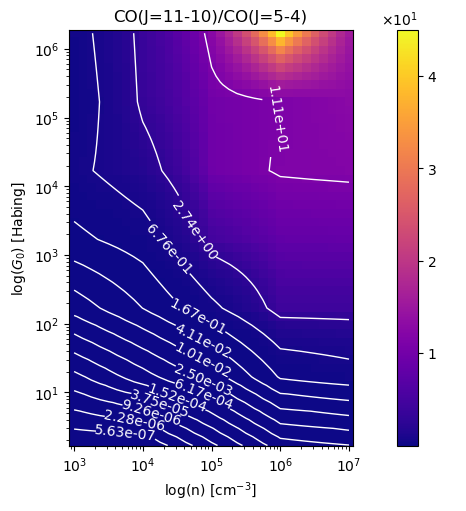 CO(J=11-10)/CO(J=5-4)
×10¹
10⁶
10⁵
10⁴
10³
10²
10¹
log(G₀) [Habing]
1.11e+01
2.74e+00
6.76e-01
1.67e-01
4.11e-02
1.01e-02
2.50e-03
6.17e-04
1.52e-04
3.75e-05
9.26e-06
2.28e-06
5.63e-07
10³
10⁴
10⁵
10⁶
10⁷
log(n) [cm⁻³]
4
3
2
1